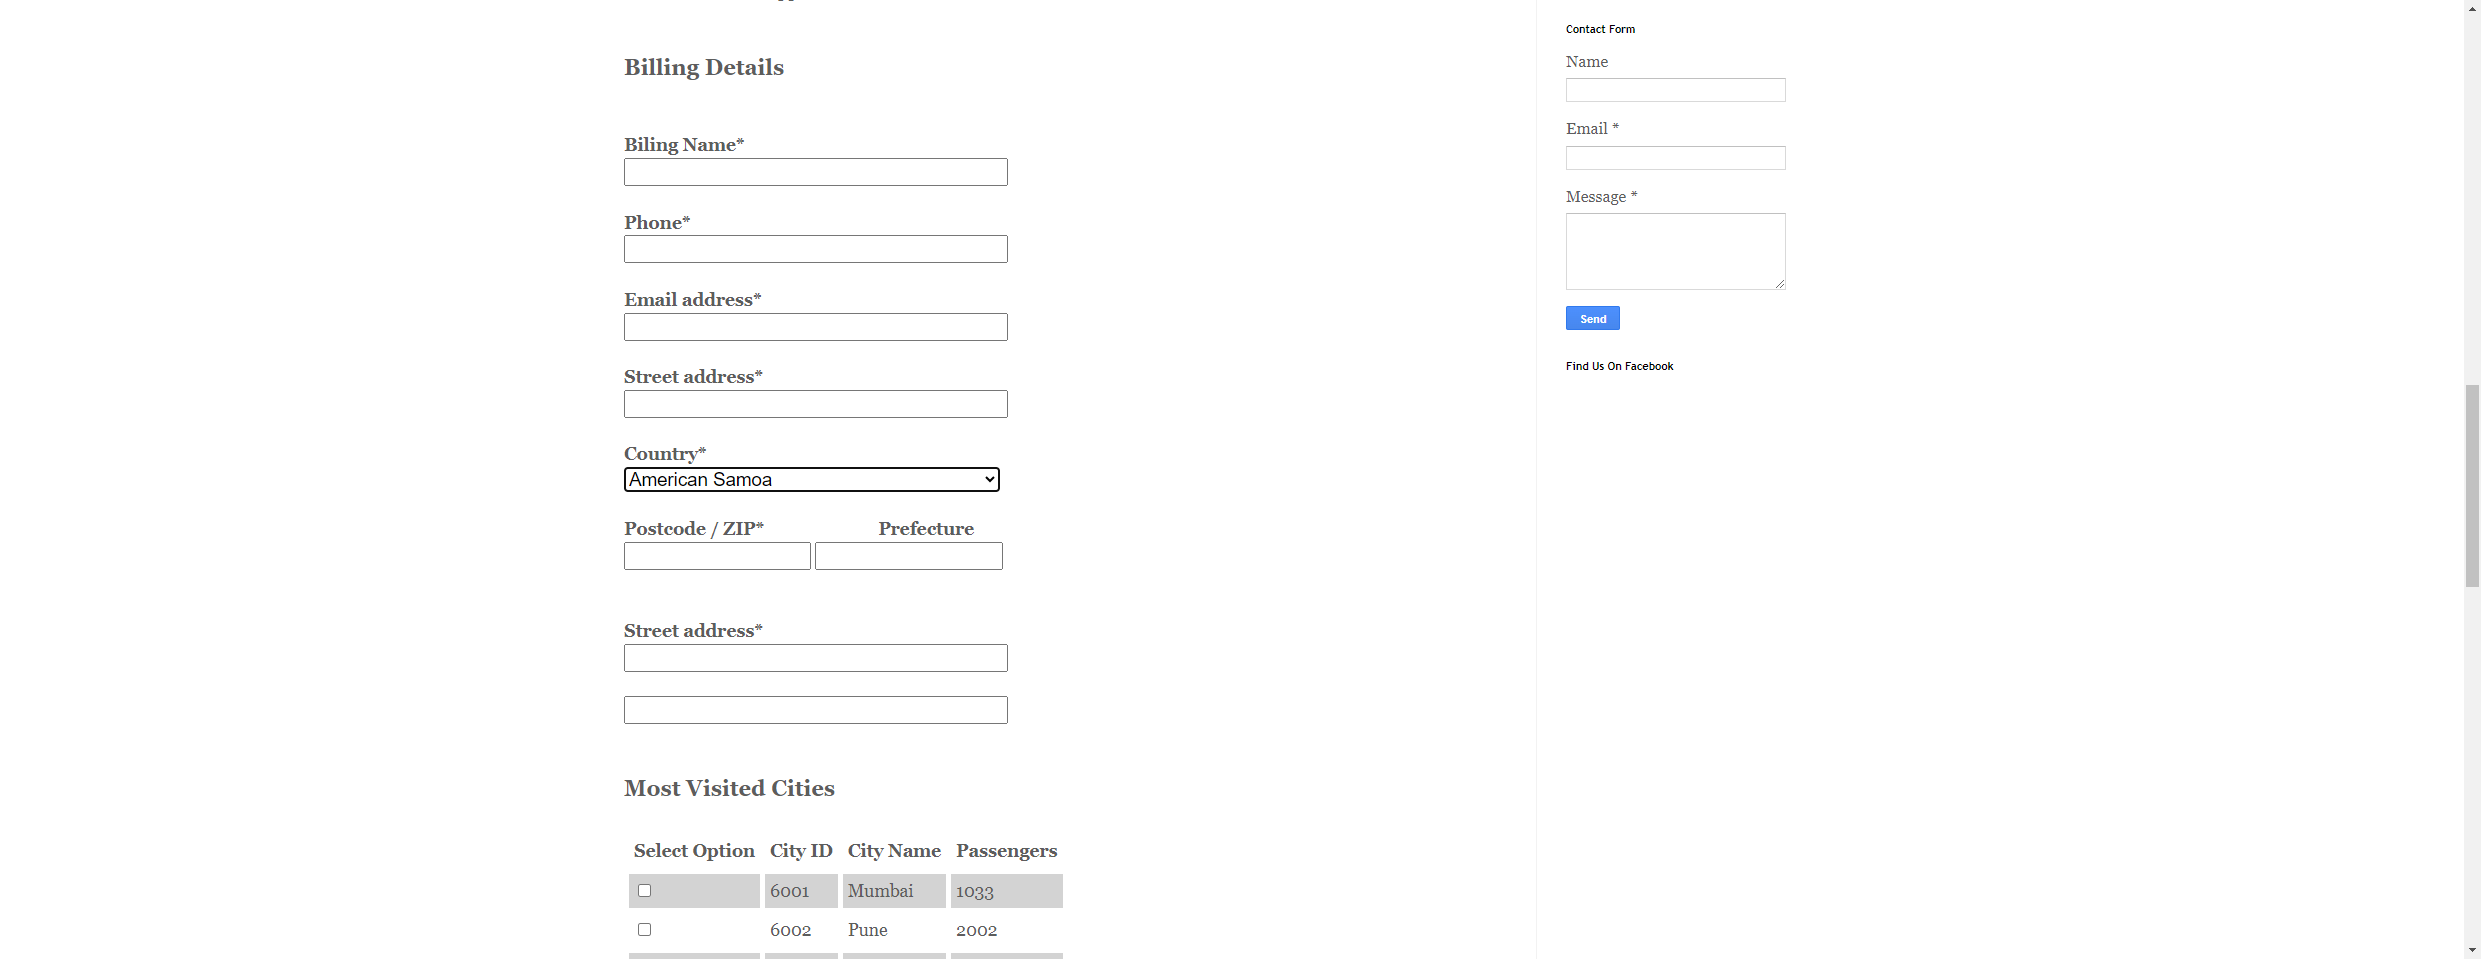 Billing Details
Biling Name*
Phone*
Email address*
Street address*
Country*
American Samoa
Postcode / ZIP* Prefecture
Street address*
Most Visited Cities
Select Option City ID City Name Passengers
6001 Mumbai 1033
6002 Pune 2002
Contact Form
Name
Email *
Message *
Send
Find Us On Facebook